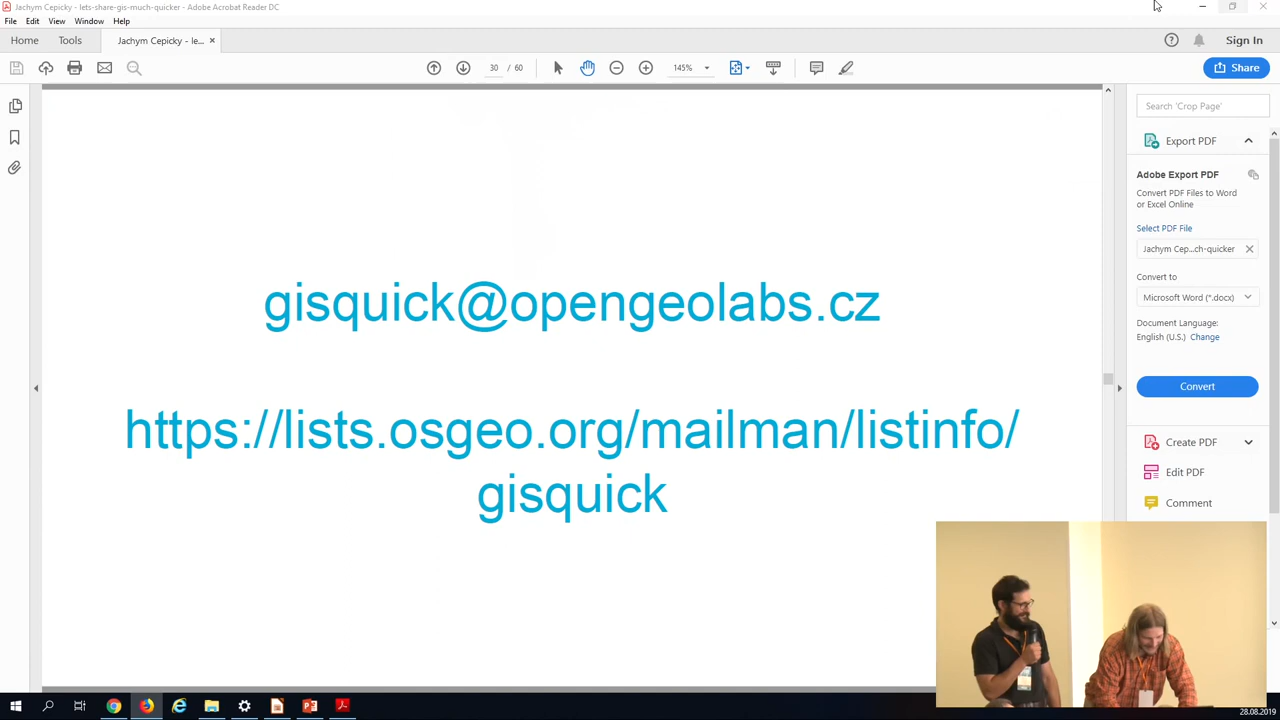 Jachym Cepicky - lets-share-gis-much-quicker - Adobe Acrobat Reader DC
File Edit View Window Help
Home Tools Jachym Cepicky - le... × Sign In
30 / 60 145% Share
Search 'Crop Page'
Export PDF
Adobe Export PDF
Convert PDF Files to Word
or Excel Online
Select PDF File
Jachym Cep...ch-quicker
Convert to
Microsoft Word (*.docx)
Document Language:
English (U.S.) Change
Convert
Create PDF
Edit PDF
Comment
gisquick@opengeolabs.cz
https://lists.osgeo.org/mailman/listinfo/
gisquick
28.08.2019